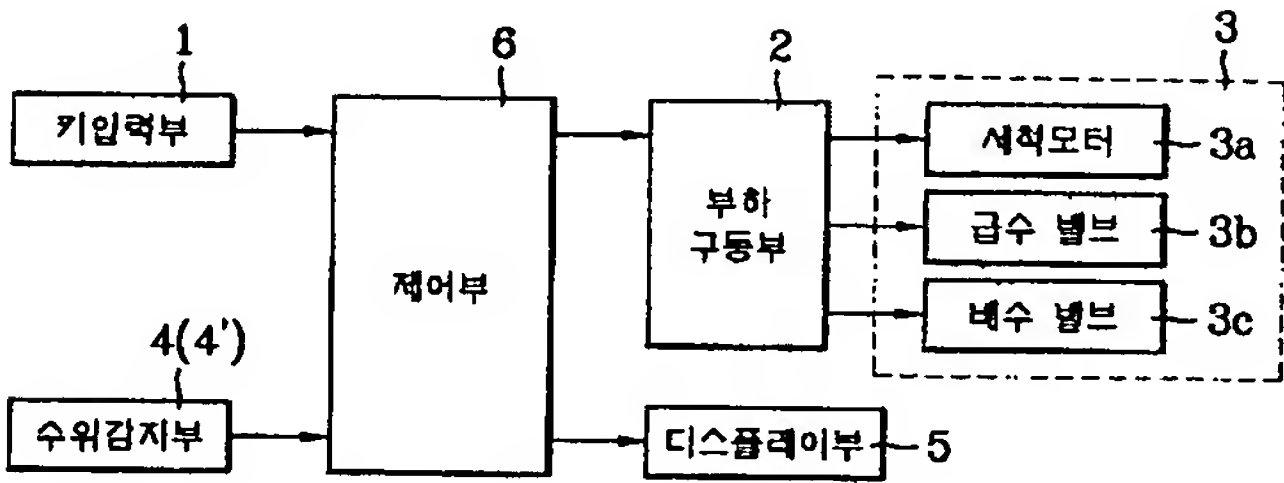 1
키입력부
6
제어부
2
부하
구동부
3
세척모터
3a
급수 밸브
3b
배수 밸브
3c
4(4')
수위감지부
디스플레이부
5